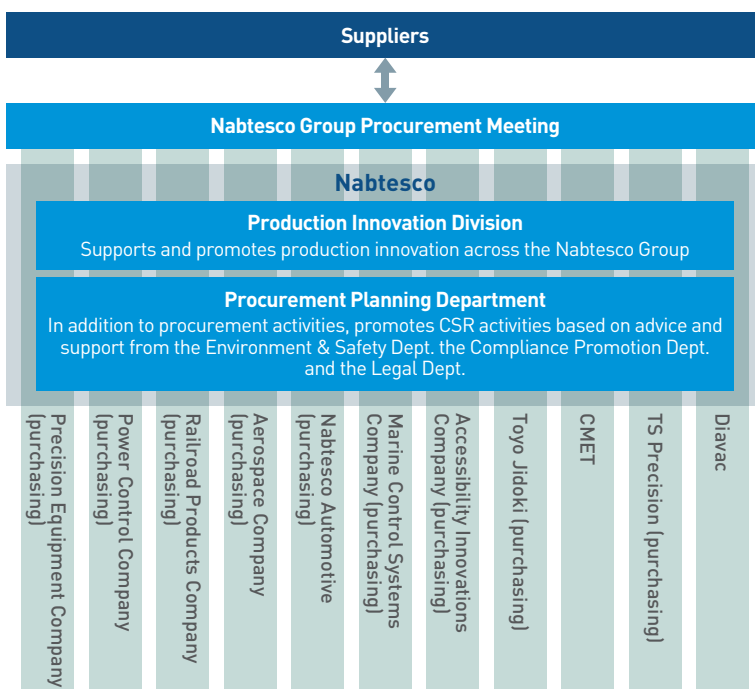 Suppliers
Nabtesco Group Procurement Meeting
Nabtesco
Production Innovation Division
Supports and promotes production innovation across the Nabtesco Group
Procurement Planning Department
In addition to procurement activities, promotes CSR activities based on advice and
support from the Environment & Safety Dept. the Compliance Promotion Dept.
and the Legal Dept.
Precision Equipment Company
(purchasing)
Power Control Company
(purchasing)
Railroad Products Company
(purchasing)
Aerospace Company
(purchasing)
Nabtesco Automotive
(purchasing)
Marine Control Systems
Company (purchasing)
Accessibility Innovations
Company (purchasing)
Toyo Jidoki (purchasing)
CMET
TS Precision (purchasing)
Diavac